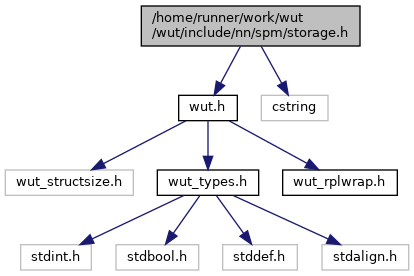 /home/runner/work/wut
/wut/include/nn/spm/storage.h
wut.h
cstring
wut_structsize.h
wut_types.h
wut_rplwrap.h
stdint.h
stdbool.h
stddef.h
stdalign.h